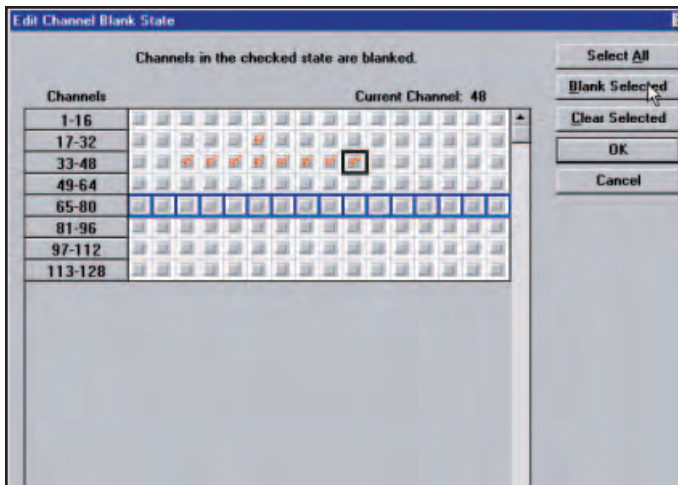 Edit Channel Blank State
Channels in the checked state are blanked.
Select All
Blank Selected
Clear Selected
OK
Cancel
Channels
Current Channel: 48
1-16
17-32
33-48
49-64
65-80
81-96
97-112
113-128